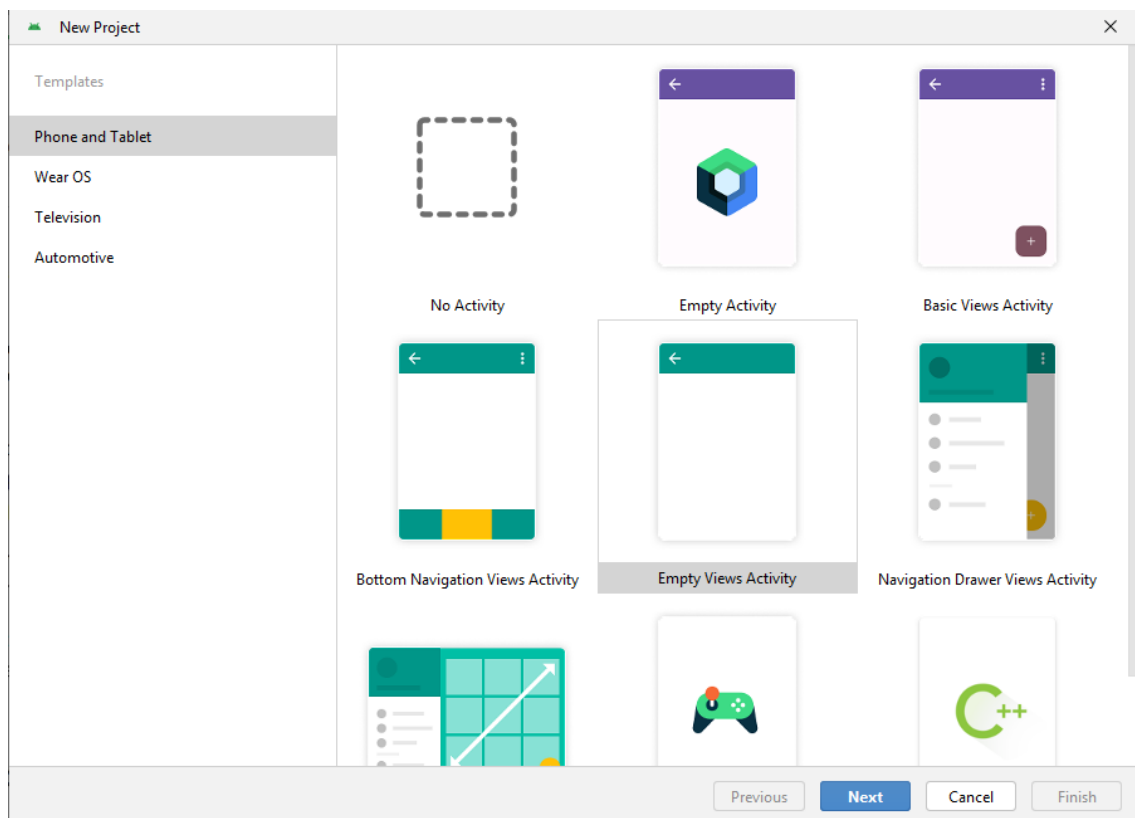 New Project
Templates
Phone and Tablet
Wear OS
Television
Automotive
No Activity
Empty Activity
Basic Views Activity
Bottom Navigation Views Activity
Empty Views Activity
Navigation Drawer Views Activity
C++
Previous
Next
Cancel
Finish